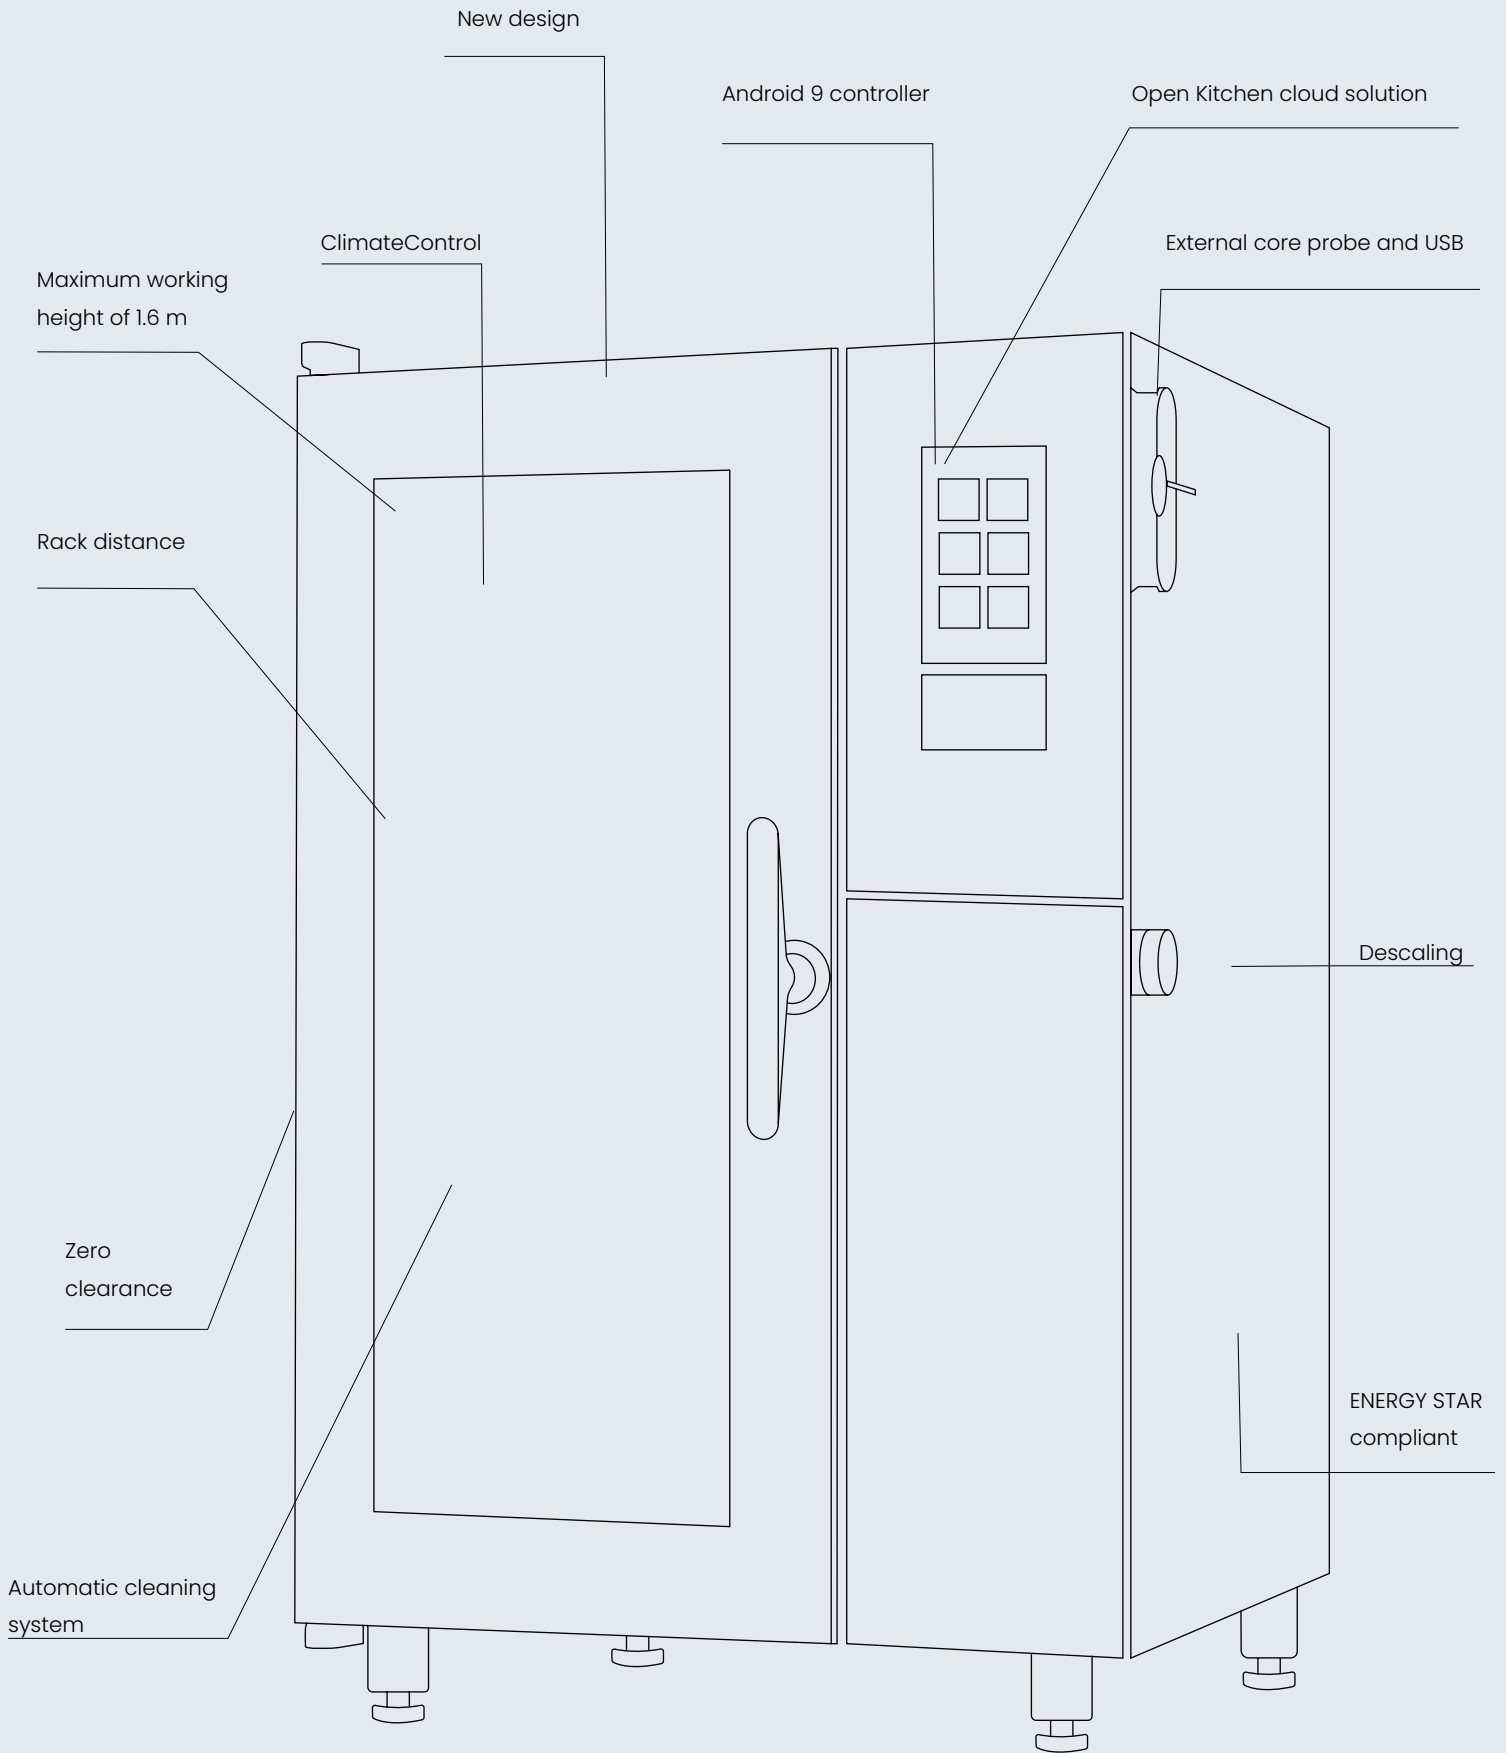 New design
Android 9 controller
Open Kitchen cloud solution
ClimateControl
External core probe and USB
Maximum working
height of 1.6 m
Rack distance
Descaling
Zero
clearance
ENERGY STAR
compliant
Automatic cleaning
system